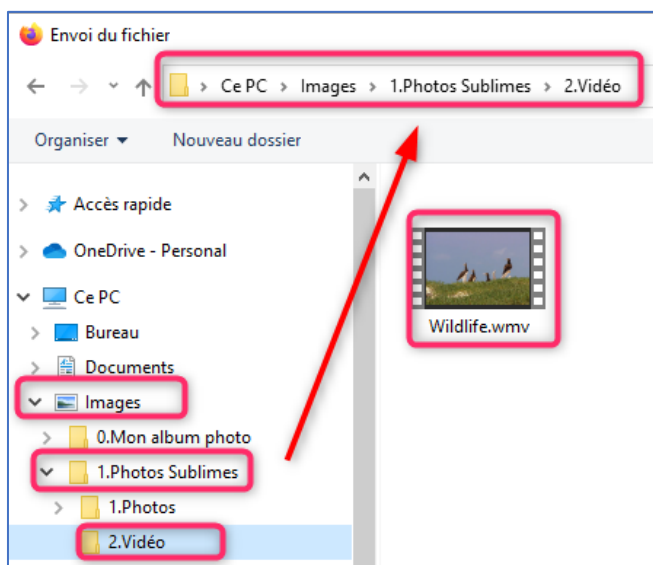 Envoi du fichier
Ce PC > Images > 1.Photos Sublimes > 2.Vidéo
Organiser Nouveau dossier
Accès rapide
OneDrive - Personal
Ce PC
Bureau
Documents
Images
0.Mon album photo
1.Photos Sublimes
1.Photos
2.Vidéo
Wildlife.wmv